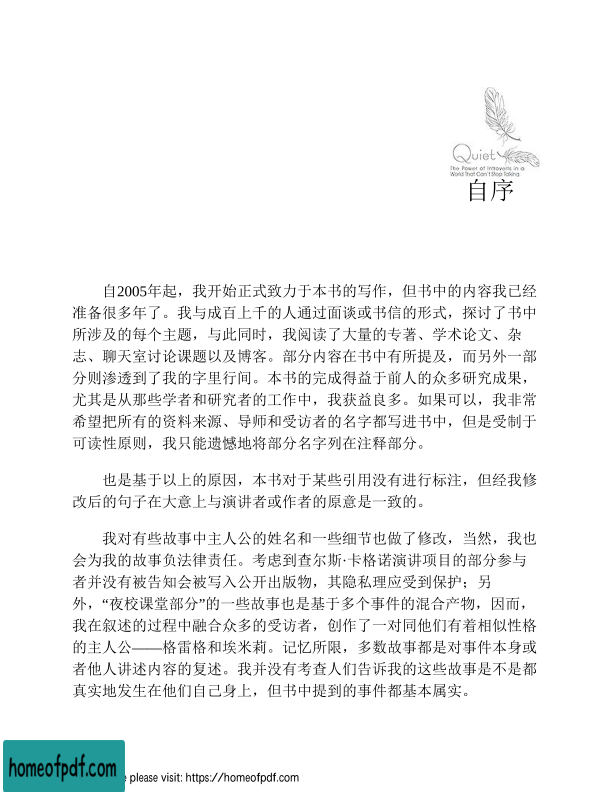 Quiet
The Power of Introverts in a
World That Can't Stop Talking
自序
自2005年起，我开始正式致力于本书的写作，但书中的内容我已经
准备很多年了。我与成百上千的人通过面谈或书信的形式，探讨了书中
所涉及的每个主题，与此同时，我阅读了大量的专著、学术论文、杂
志、聊天室讨论课题以及博客。部分内容在书中有所提及，而另外一部
分则渗透到了我的字里行间。本书的完成得益于前人的众多研究成果，
尤其是从那些学者和研究者的工作中，我获益良多。如果可以，我非常
希望把所有的资料来源、导师和受访者的名字都写进书中，但是受制于
可读性原则，我只能遗憾地将部分名字列在注释部分。
也是基于以上的原因，本书对于某些引用没有进行标注，但经我修
改后的句子在大意上与演讲者或作者的原意是一致的。
我对有些故事中主人公的姓名和一些细节也做了修改，当然，我也
会为我的故事负法律责任。考虑到查尔斯·卡格诺演讲项目的部分参与
者并没有被告知会被写入公开出版物，其隐私理应受到保护；另
外，“夜校课堂部分”的一些故事也是基于多个事件的混合产物，因而，
我在叙述的过程中融合众多的受访者，创作了一对同他们有着相似性格
的主人公——格雷格和埃米莉。记忆所限，多数故事都是对事件本身或
者他人讲述内容的复述。我并没有考查人们告诉我的这些故事是不是都
真实地发生在他们自己身上，但书中提到的事件都基本属实。
homeofpdf.com
e please visit: https://homeofpdf.com